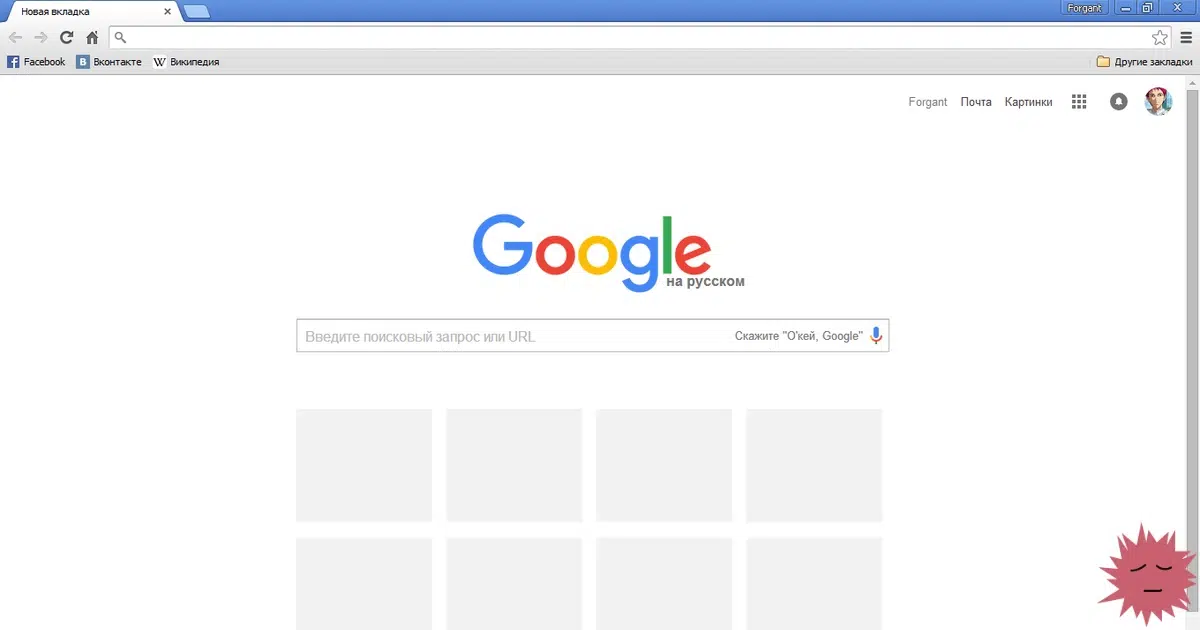 Новая вкладка
Forgant
Facebook
Вконтакте
Википедия
Другие закладки
Forgant Почта Картинки
Google
на русском
Введите поисковый запрос или URL
Скажите "О'кей, Google"